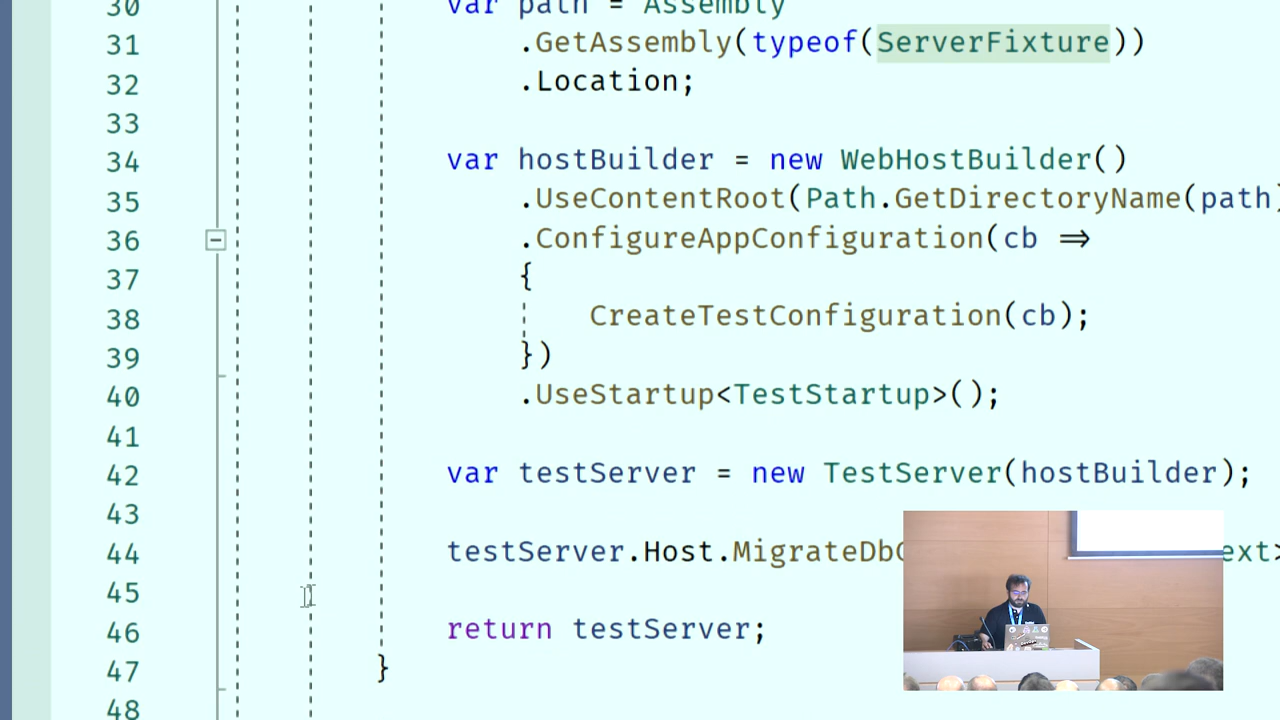 30 var path = Assembly
31 .GetAssembly(typeof(ServerFixture))
32 .Location;
33
34 var hostBuilder = new WebHostBuilder()
35 .UseContentRoot(Path.GetDirectoryName(path)
36 .ConfigureAppConfiguration(cb =>
37 {
38 CreateTestConfiguration(cb);
39 })
40 .UseStartup<TestStartup>();
41
42 var testServer = new TestServer(hostBuilder);
43
44 testServer.Host.MigrateDbC ext>
45
46 return testServer;
47 }
48